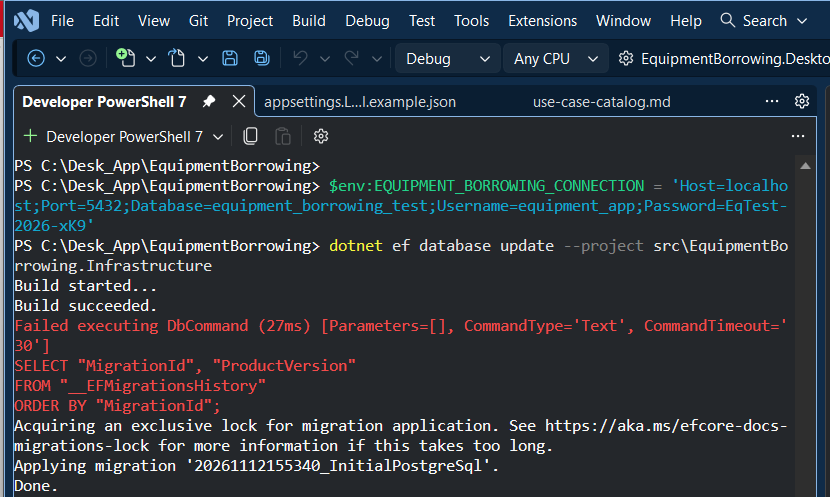 File Edit View Git Project Build Debug Test Tools Extensions Window Help Search
Debug Any CPU EquipmentBorrowing.Deskto
Developer PowerShell 7 appsettings.L...l.example.json use-case-catalog.md
Developer PowerShell 7
PS C:\Desk_App\EquipmentBorrowing>
PS C:\Desk_App\EquipmentBorrowing> $env:EQUIPMENT_BORROWING_CONNECTION = 'Host=localho
st;Port=5432;Database=equipment_borrowing_test;Username=equipment_app;Password=EqTest-
2026-xK9'
PS C:\Desk_App\EquipmentBorrowing> dotnet ef database update --project src\EquipmentBo
rrowing.Infrastructure
Build started...
Build succeeded.
Failed executing DbCommand (27ms) [Parameters=[], CommandType='Text', CommandTimeout='
30']
SELECT "MigrationId", "ProductVersion"
FROM "__EFMigrationsHistory"
ORDER BY "MigrationId";
Acquiring an exclusive lock for migration application. See https://aka.ms/efcore-docs-
migrations-lock for more information if this takes too long.
Applying migration '20261112155340_InitialPostgreSql'.
Done.